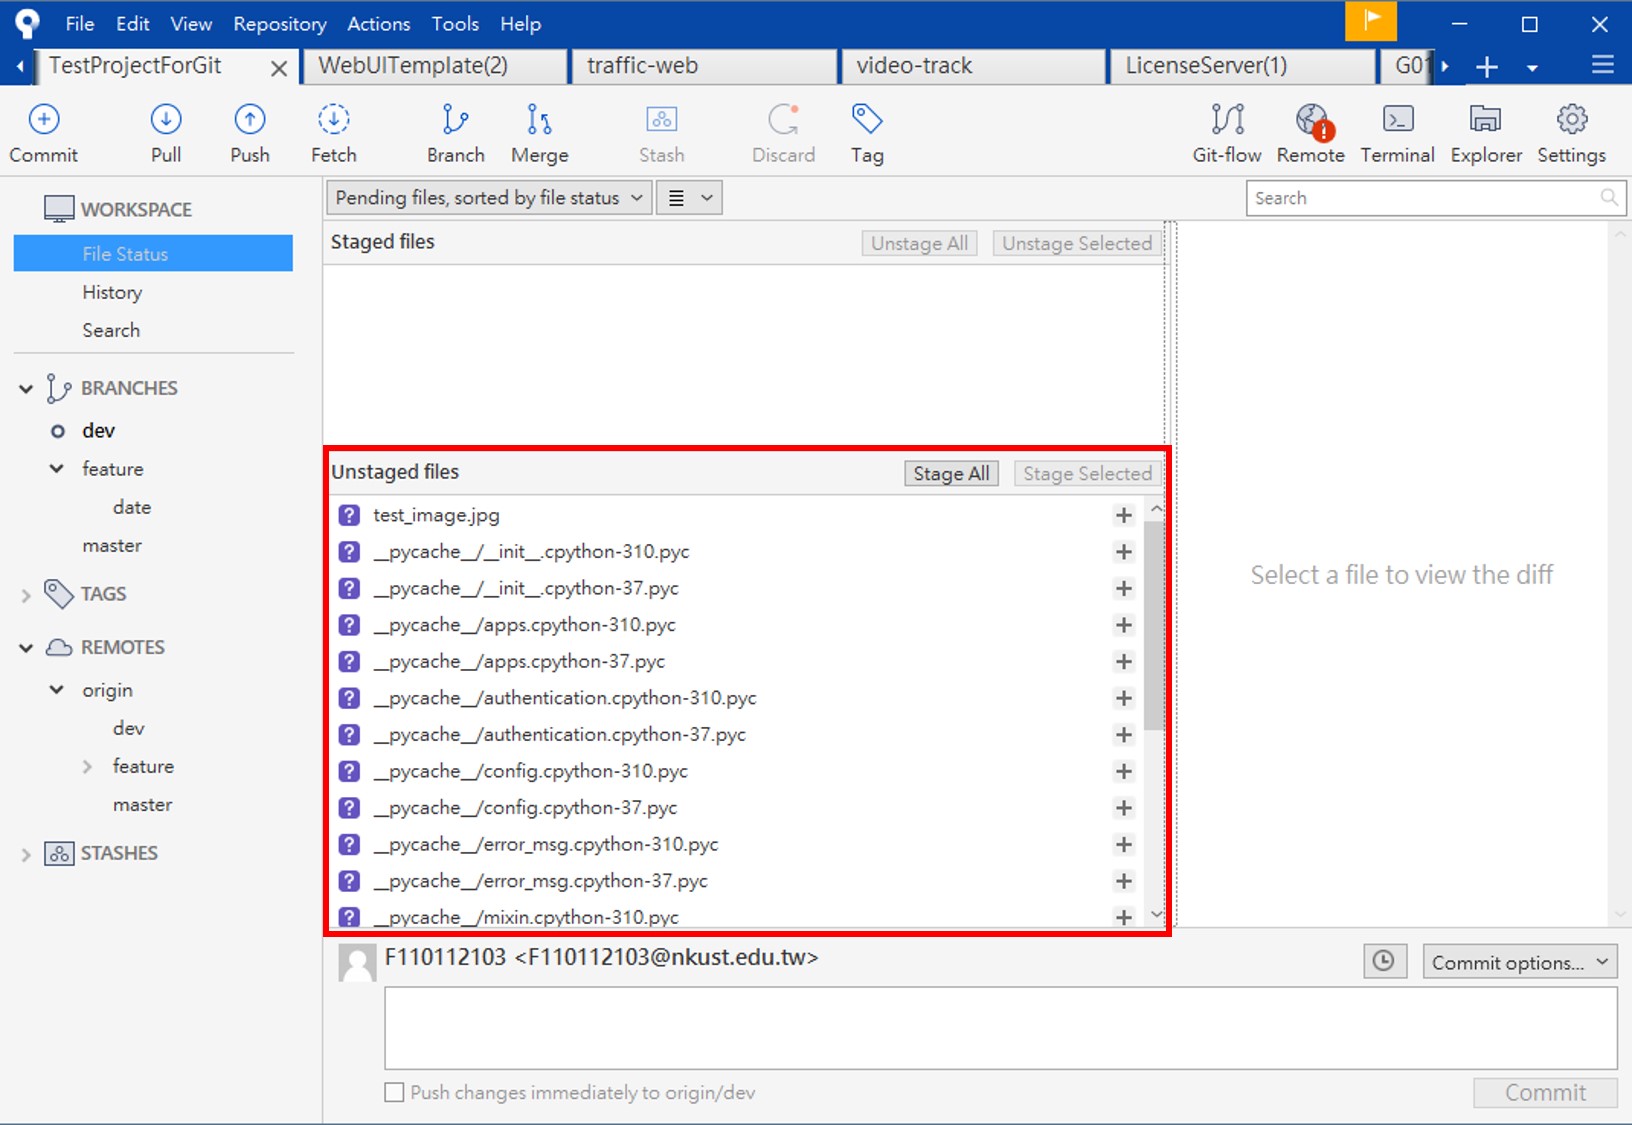 File Edit View Repository Actions Tools Help
TestProjectForGit WebUITemplate(2) traffic-web video-track LicenseServer(1)
Commit Pull Push Fetch Branch Merge Stash Discard Tag Git-flow Remote Terminal Explorer Settings
WORKSPACE
File Status
History
Search
BRANCHES
dev
feature
date
master
TAGS
REMOTES
origin
dev
feature
master
STASHES
Pending files, sorted by file status
Search
Staged files Unstage All Unstage Selected
Unstaged files Stage All Stage Selected
test_image.jpg
__pycache__/__init__.cpython-310.pyc
__pycache__/__init__.cpython-37.pyc
__pycache__/apps.cpython-310.pyc
__pycache__/apps.cpython-37.pyc
__pycache__/authentication.cpython-310.pyc
__pycache__/authentication.cpython-37.pyc
__pycache__/config.cpython-310.pyc
__pycache__/config.cpython-37.pyc
__pycache__/error_msg.cpython-310.pyc
__pycache__/error_msg.cpython-37.pyc
__pycache__/mixin.cpython-310.pyc
Select a file to view the diff
F110112103 <F110112103@nkust.edu.tw>
Commit options...
Push changes immediately to origin/dev
Commit